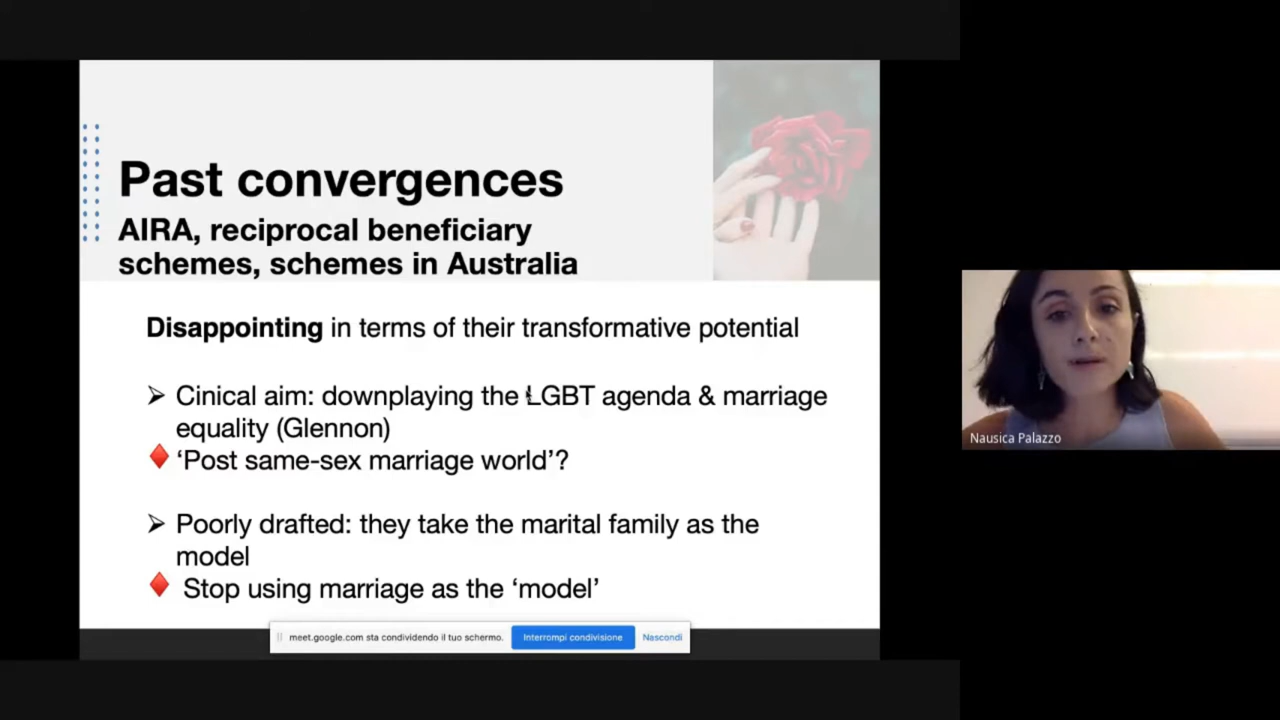 Past convergences
AIRA, reciprocal beneficiary
schemes, schemes in Australia
Disappointing in terms of their transformative potential
➢ Cinical aim: downplaying the LGBT agenda & marriage
equality (Glennon)
♦ ‘Post same-sex marriage world’?
➢ Poorly drafted: they take the marital family as the
model
♦ Stop using marriage as the ‘model’
meet.google.com sta condividendo il tuo schermo. Interrompi condivisione Nascondi
Nausica Palazzo